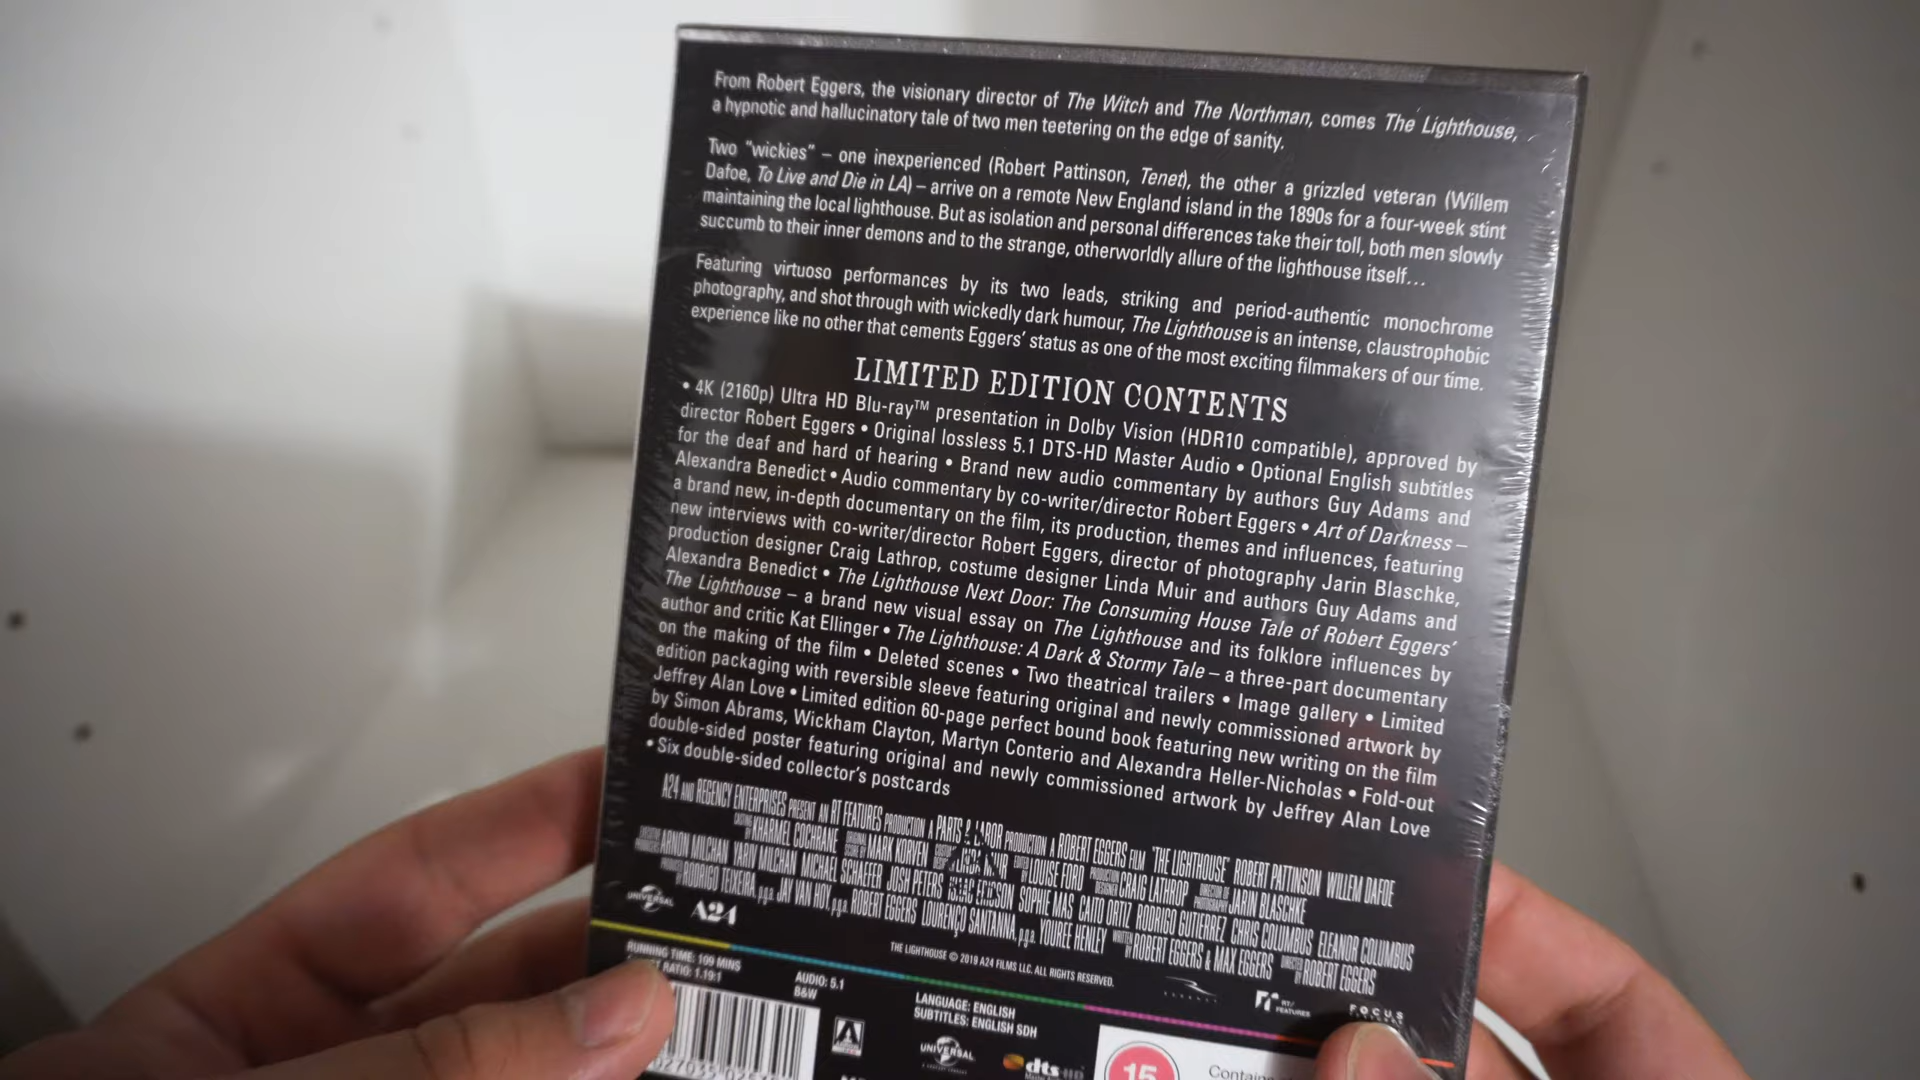 From Robert Eggers, the visionary director of The Witch and The Northman, comes The Lighthouse,
a hypnotic and hallucinatory tale of two men teetering on the edge of sanity.
Two “wickies” – one inexperienced (Robert Pattinson, Tenet), the other a grizzled veteran (Willem
Dafoe, To Live and Die in LA) – arrive on a remote New England island in the 1890s for a four-week stint
maintaining the local lighthouse. But as isolation and personal differences take their toll, both men slowly
succumb to their inner demons and to the strange, otherworldly allure of the lighthouse itself…
Featuring virtuoso performances by its two leads, striking and period-authentic monochrome
photography, and shot through with wickedly dark humour, The Lighthouse is an intense, claustrophobic
experience like no other that cements Eggers’ status as one of the most exciting filmmakers of our time.
LIMITED EDITION CONTENTS
• 4K (2160p) Ultra HD Blu-ray™ presentation in Dolby Vision (HDR10 compatible), approved by
director Robert Eggers • Original lossless 5.1 DTS-HD Master Audio • Optional English subtitles
for the deaf and hard of hearing • Brand new audio commentary by authors Guy Adams and
Alexandra Benedict • Audio commentary by co-writer/director Robert Eggers • Art of Darkness –
a brand new, in-depth documentary on the film, its production, themes and influences, featuring
new interviews with co-writer/director Robert Eggers, director of photography Jarin Blaschke,
production designer Craig Lathrop, costume designer Linda Muir and authors Guy Adams and
Alexandra Benedict • The Lighthouse Next Door: The Consuming House Tale of Robert Eggers’
The Lighthouse – a brand new visual essay on The Lighthouse and its folklore influences by
author and critic Kat Ellinger • The Lighthouse: A Dark & Stormy Tale – a three-part documentary
on the making of the film • Deleted scenes • Two theatrical trailers • Image gallery • Limited
edition packaging with reversible sleeve featuring original and newly commissioned artwork by
Jeffrey Alan Love • Limited edition 60-page perfect bound book featuring new writing on the film
by Simon Abrams, Wickham Clayton, Martyn Conterio and Alexandra Heller-Nicholas • Fold-out
double-sided poster featuring original and newly commissioned artwork by Jeffrey Alan Love
• Six double-sided collector’s postcards
A24 AND REGENCY ENTERPRISES PRESENT AN RT FEATURES PRODUCTION A PARTS & LABOR PRODUCTION A ROBERT EGGERS FILM “THE LIGHTHOUSE” ROBERT PATTINSON WILLEM DAFOE
KHARMEL COCHRANE MARK KORVEN LOUISE FORD CRAIG LATHROP JARIN BLASCHKE
ARNON MILCHAN YARIV MILCHAN MICHAEL SCHAEFER JOSH PETERS ISAAC ERICSON SOPHIE MAS CAITO ORTIZ RODRIGO GUTIERREZ CHRIS COLUMBUS ELEANOR COLUMBUS
RODRIGO TEIXEIRA, p.g.a. JAY VAN HOY, p.g.a. ROBERT EGGERS LOURENÇO SANTANNA, p.g.a. YOUREE HENLEY WRITTEN BY ROBERT EGGERS & MAX EGGERS DIRECTED BY ROBERT EGGERS
UNIVERSAL
A24
THE LIGHTHOUSE © 2019 A24 FILMS LLC. ALL RIGHTS RESERVED.
REGENCY
RT/ FEATURES
FOCUS
RUNNING TIME: 109 MINS
RATIO: 1.19:1
AUDIO: 5.1
B&W
LANGUAGE: ENGLISH
SUBTITLES: ENGLISH SDH
UNIVERSAL
dts-HD
15